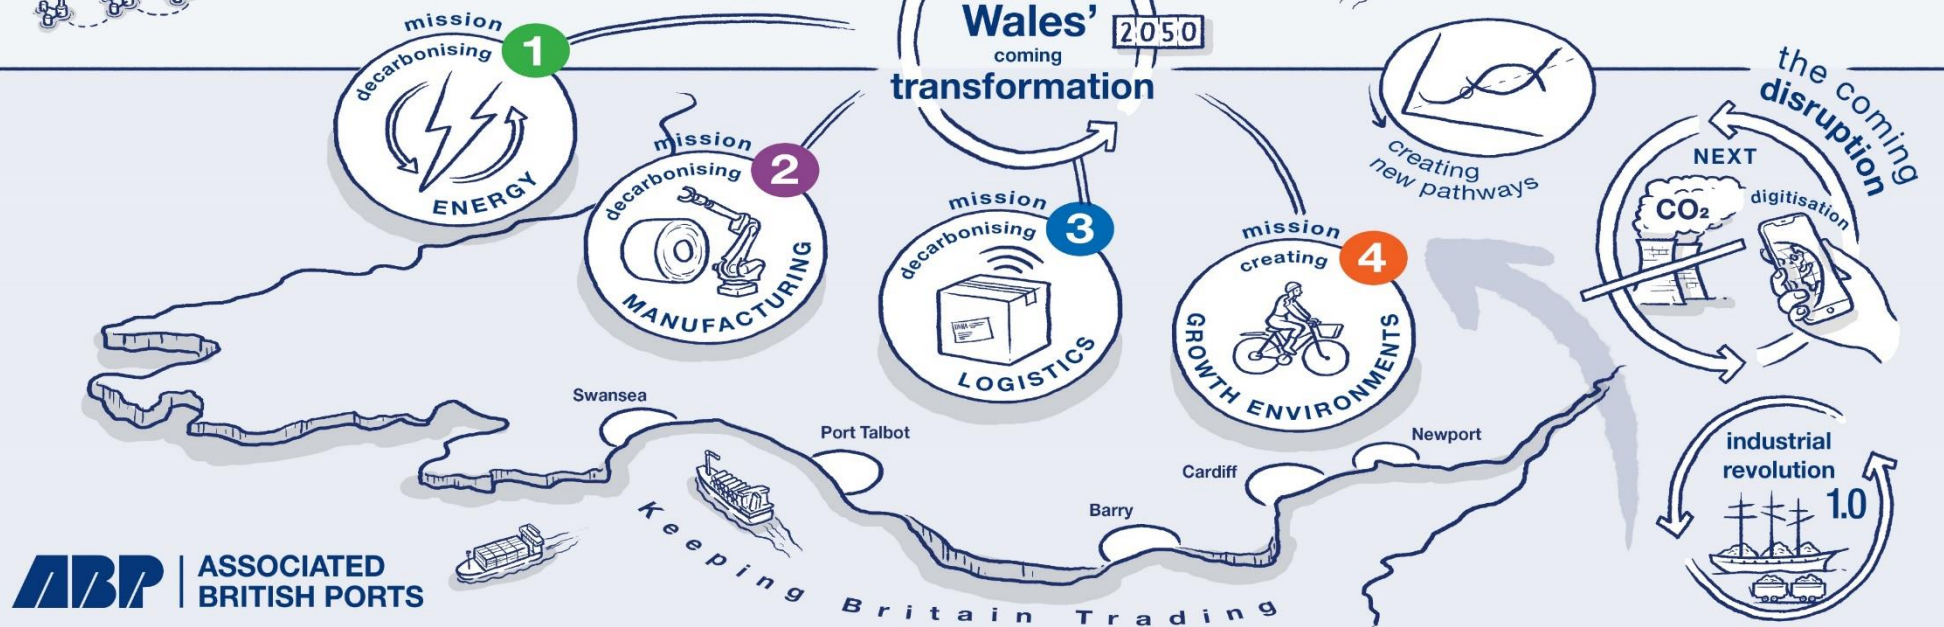 mission
1
decarbonising
ENERGY
mission
2
decarbonising
MANUFACTURING
Wales'
2050
coming
transformation
mission
3
decarbonising
LOGISTICS
mission
4
creating
GROWTH ENVIRONMENTS
creating
new pathways
the coming
disruption
NEXT
CO₂
digitisation
industrial
revolution
1.0
Swansea
Port Talbot
Barry
Cardiff
Newport
Keeping Britain Trading
ABP
ASSOCIATED
BRITISH PORTS